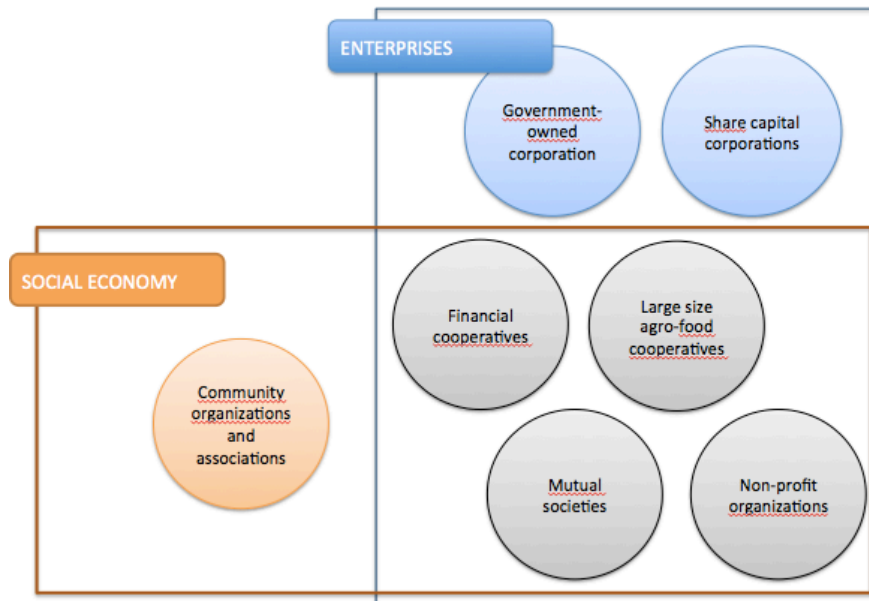 ENTERPRISES
Government-
owned
corporation
Share capital
corporations
SOCIAL ECONOMY
Financial
cooperatives
Large size
agro-food
cooperatives
Community
organizations
and
associations
Mutual
societies
Non-profit
organizations